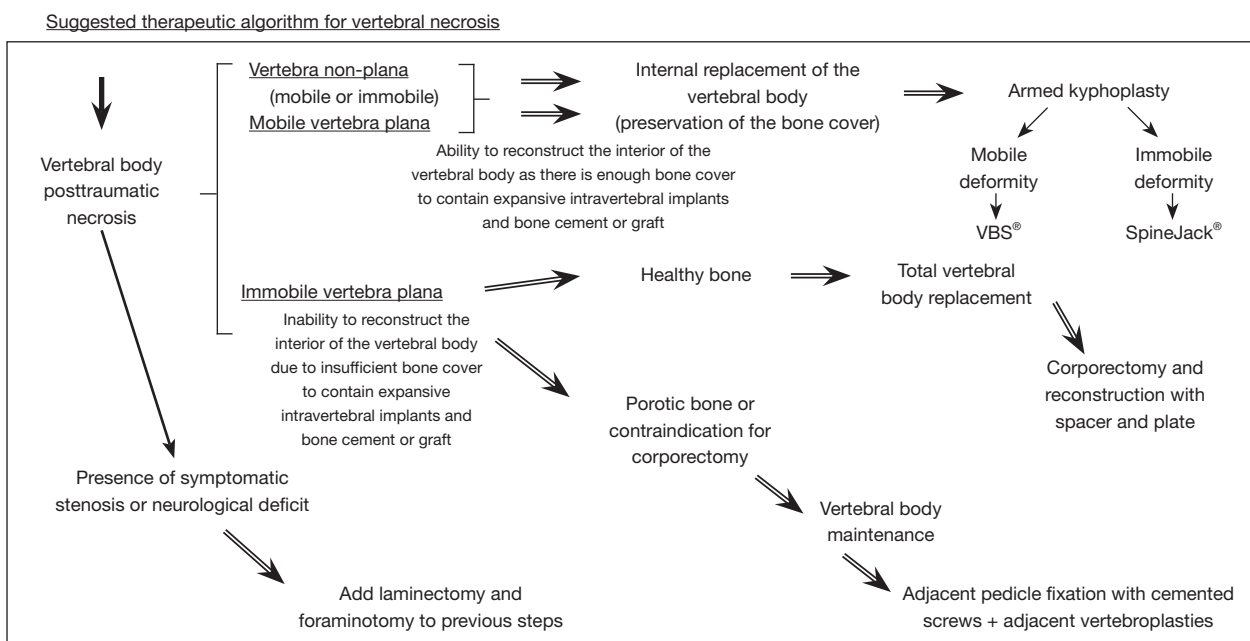 Suggested therapeutic algorithm for vertebral necrosis
Vertebral body
posttraumatic
necrosis
Vertebra non-plana
(mobile or immobile)
Mobile vertebra plana
Internal replacement of the
vertebral body
(preservation of the bone cover)
Ability to reconstruct the interior of the
vertebral body as there is enough bone cover
to contain expansive intravertebral implants
and bone cement or graft
Armed kyphoplasty
Mobile
deformity
VBS®
Immobile
deformity
SpineJack®
Immobile vertebra plana
Inability to reconstruct the
interior of the vertebral body
due to insufficient bone cover
to contain expansive
intravertebral implants and
bone cement or graft
Healthy bone
Total vertebral
body replacement
Corporectomy and
reconstruction with
spacer and plate
Porotic bone or
contraindication for
corporectomy
Vertebral body
maintenance
Adjacent pedicle fixation with cemented
screws + adjacent vertebroplasties
Presence of symptomatic
stenosis or neurological deficit
Add laminectomy and
foraminotomy to previous steps